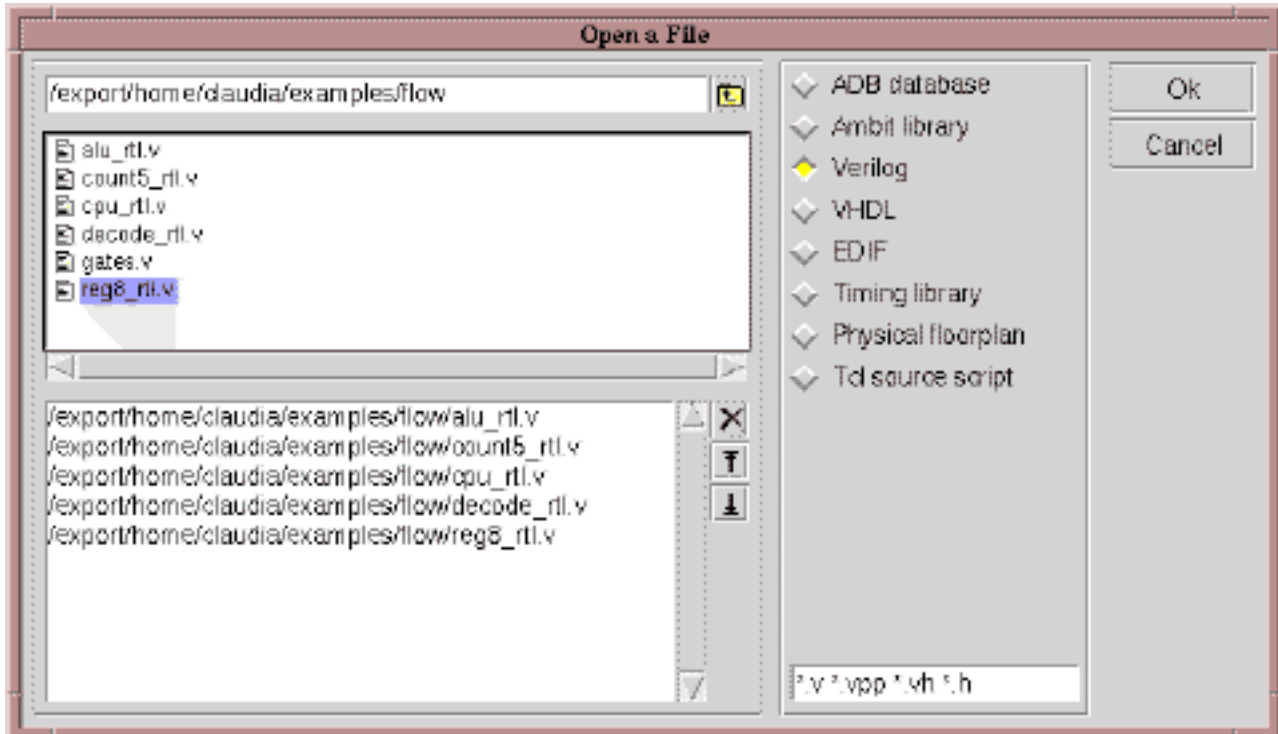 Open a File
/export/home/claudia/examples/flow
alu_rtl.v
count5_rtl.v
cpu_rtl.v
decode_rtl.v
gates.v
reg8_rtl.v
/export/home/claudia/examples/flow/alu_rtl.v
/export/home/claudia/examples/flow/count5_rtl.v
/export/home/claudia/examples/flow/cpu_rtl.v
/export/home/claudia/examples/flow/decode_rtl.v
/export/home/claudia/examples/flow/reg8_rtl.v
ADB database
Ambit library
Verilog
VHDL
EDIF
Timing library
Physical floorplan
Tcl source script
*.v *.vpp *.vh *.h
Ok
Cancel